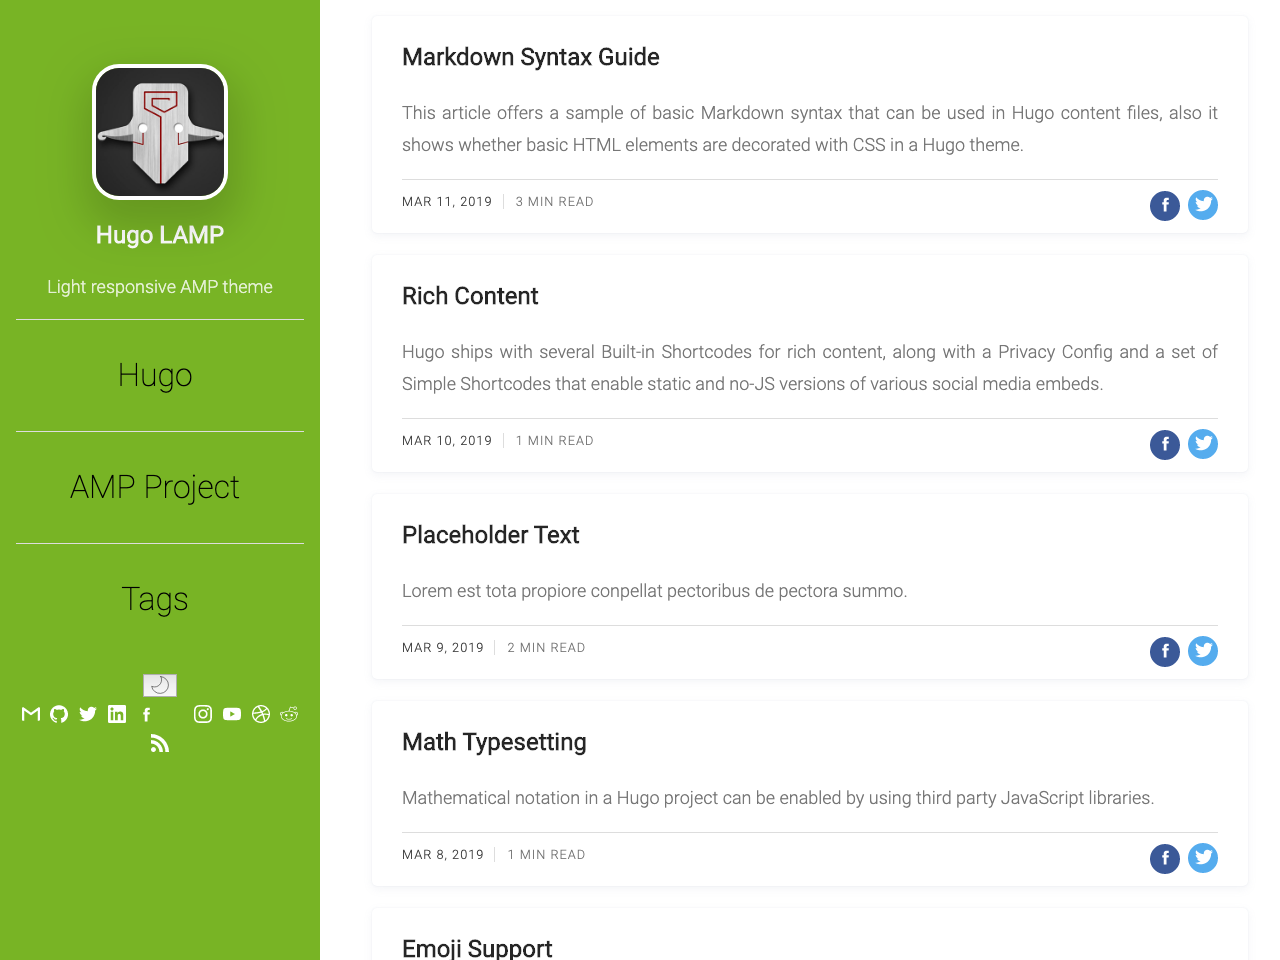 Hugo LAMP
Light responsive AMP theme
Hugo
AMP Project
Tags
Markdown Syntax Guide
This article offers a sample of basic Markdown syntax that can be used in Hugo content files, also it
shows whether basic HTML elements are decorated with CSS in a Hugo theme.
MAR 11, 2019
3 MIN READ
Rich Content
Hugo ships with several Built-in Shortcodes for rich content, along with a Privacy Config and a set of
Simple Shortcodes that enable static and no-JS versions of various social media embeds.
MAR 10, 2019
1 MIN READ
Placeholder Text
Lorem est tota propiore conpellat pectoribus de pectora summo.
MAR 9, 2019
2 MIN READ
Math Typesetting
Mathematical notation in a Hugo project can be enabled by using third party JavaScript libraries.
MAR 8, 2019
1 MIN READ
Emoji Support